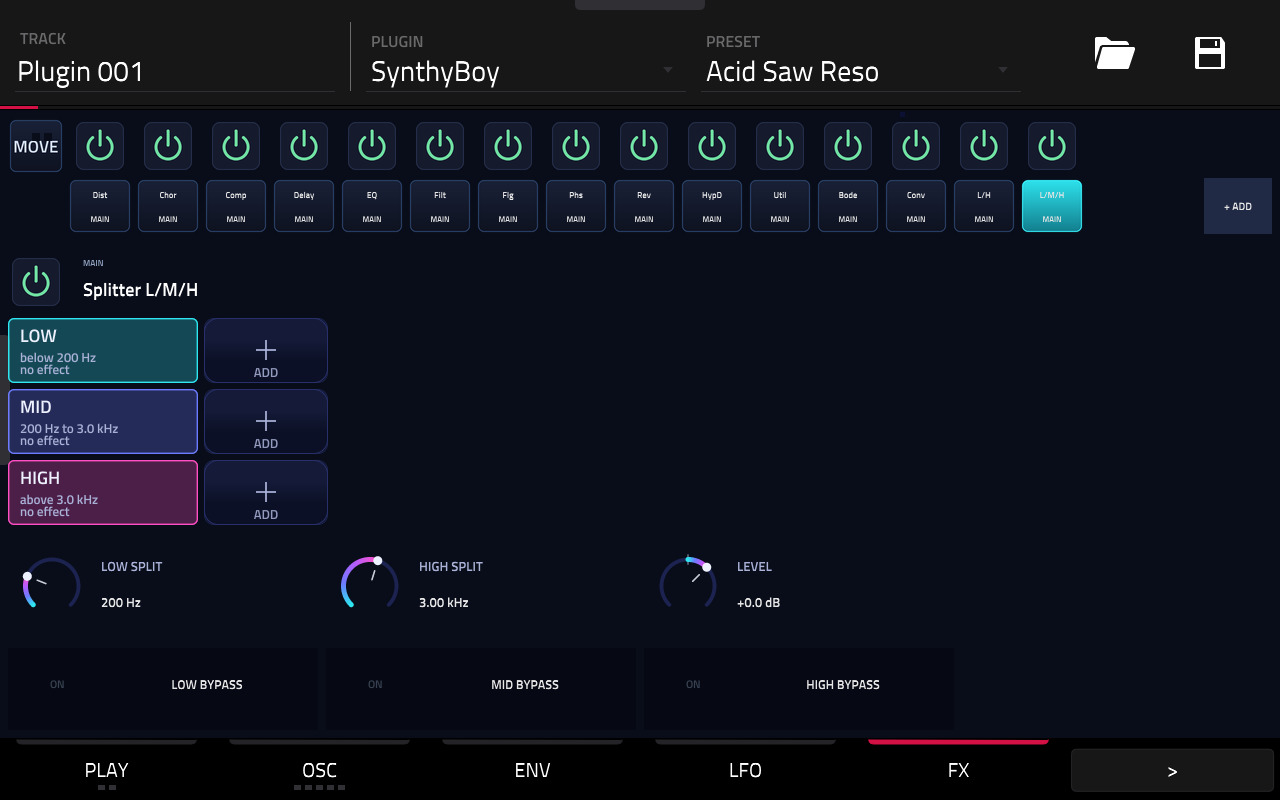 TRACK
Plugin 001
PLUGIN
SynthyBoy
PRESET
Acid Saw Reso
MOVE
Dist
MAIN
Chor
MAIN
Comp
MAIN
Delay
MAIN
EQ
MAIN
Filt
MAIN
Flg
MAIN
Phs
MAIN
Rev
MAIN
HypD
MAIN
Util
MAIN
Bode
MAIN
Conv
MAIN
L/H
MAIN
L/M/H
MAIN
+ ADD
MAIN
Splitter L/M/H
LOW
below 200 Hz
no effect
ADD
MID
200 Hz to 3.0 kHz
no effect
ADD
HIGH
above 3.0 kHz
no effect
ADD
LOW SPLIT
200 Hz
HIGH SPLIT
3.00 kHz
LEVEL
+0.0 dB
ON
LOW BYPASS
ON
MID BYPASS
ON
HIGH BYPASS
PLAY
OSC
ENV
LFO
FX
>